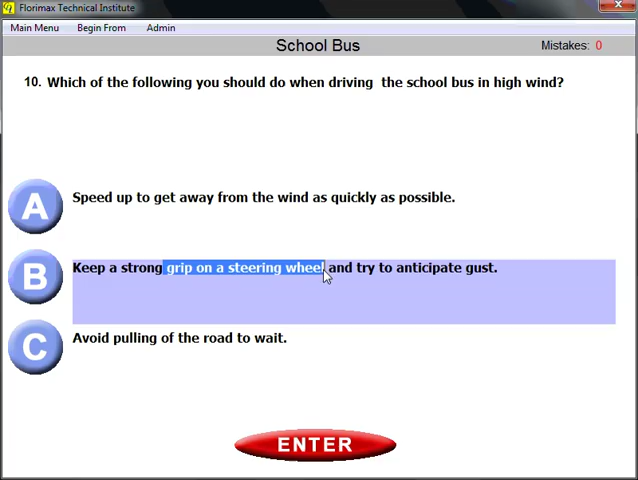 Florimax Technical Institute
Main Menu Begin From Admin
School Bus Mistakes: 0
10. Which of the following you should do when driving the school bus in high wind?
A Speed up to get away from the wind as quickly as possible.
B Keep a strong grip on a steering wheel and try to anticipate gust.
C Avoid pulling of the road to wait.
ENTER